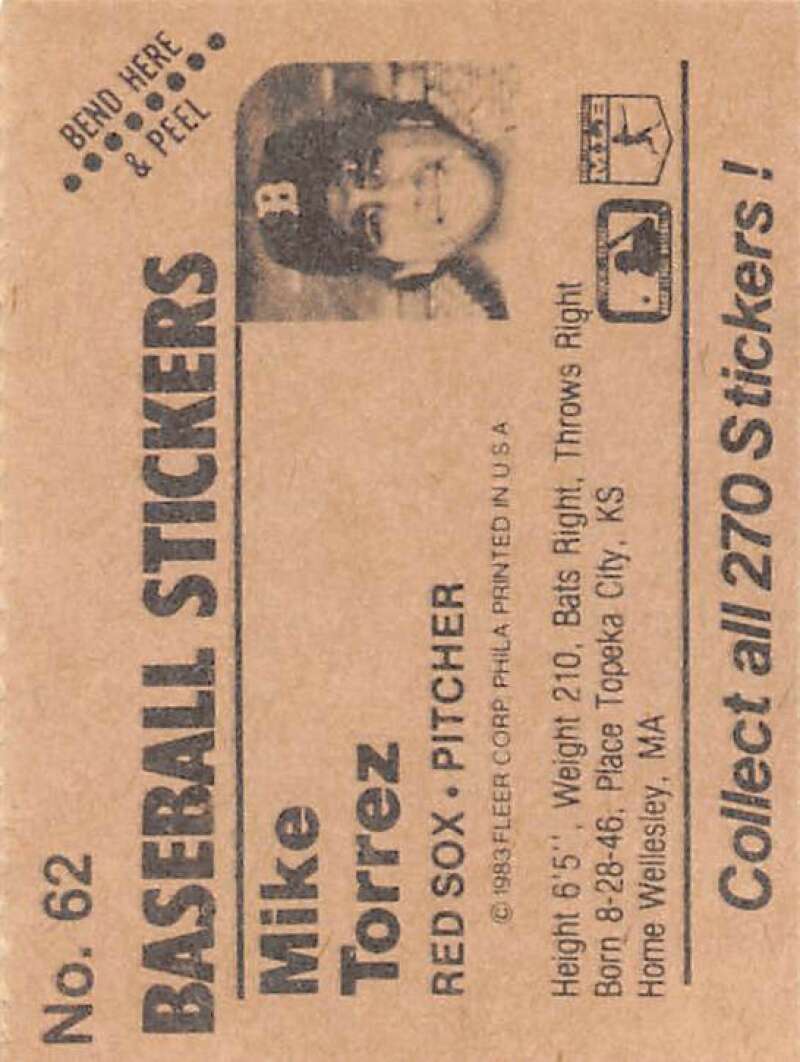 No. 62
BEND HERE
& PEEL
BASEBALL STICKERS
Mike
Torrez
RED SOX • PITCHER
© 1983 FLEER CORP. PHILA PRINTED IN U S A
B
Height 6'5'', Weight 210, Bats Right, Throws Right
Born 8-28-46, Place Topeka City, KS
Home Wellesley, MA
Collect all 270 Stickers!